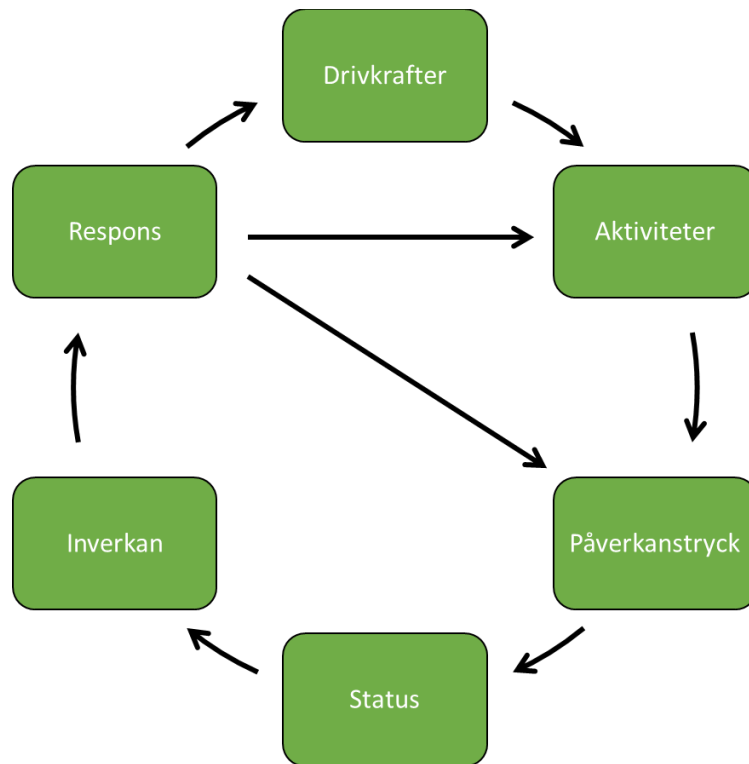 Drivkrafter
Respons
Aktiviteter
Inverkan
Påverkanstryck
Status